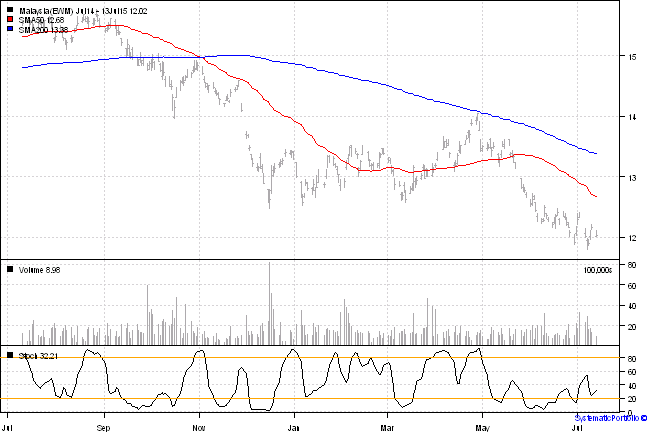 Malaysia(EWM) Jul14 - 13Jul15 12.02
SMA50 12.68
SMA200 13.38
15
14
13
12
Volume 8.98
100,000s
80
60
40
20
Stoch 32.21
80
60
40
20
0
Jul
Sep
Nov
Jan
Mar
May
Jul
SystematicPortfolio ©